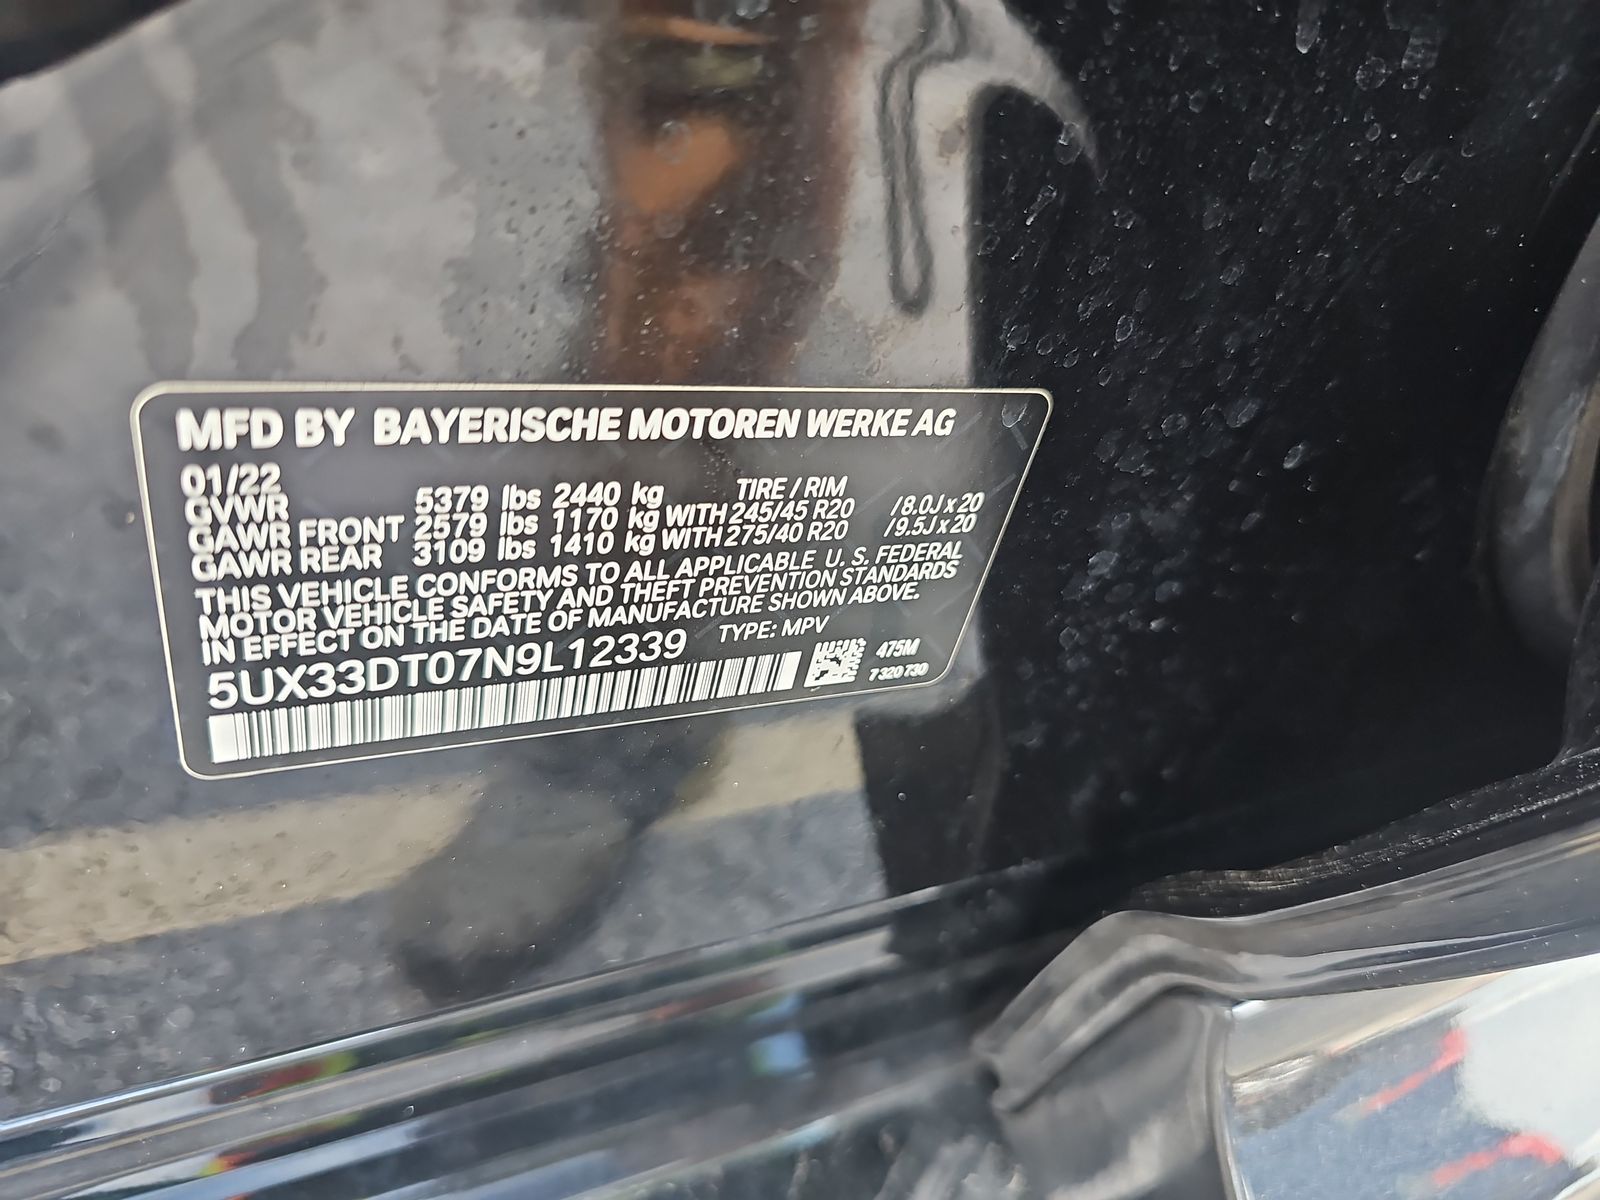 MFD BY BAYERISCHE MOTOREN WERKE AG
01/22 TIRE / RIM
GVWR 5379 lbs 2440 kg
GAWR FRONT 2579 lbs 1170 kg WITH 245/45 R20 /8.0J x 20
GAWR REAR 3109 lbs 1410 kg WITH 275/40 R20 /9.5J x 20
THIS VEHICLE CONFORMS TO ALL APPLICABLE U. S. FEDERAL
MOTOR VEHICLE SAFETY AND THEFT PREVENTION STANDARDS
IN EFFECT ON THE DATE OF MANUFACTURE SHOWN ABOVE.
5UX33DT07N9L12339 TYPE: MPV
475M
7 320 730